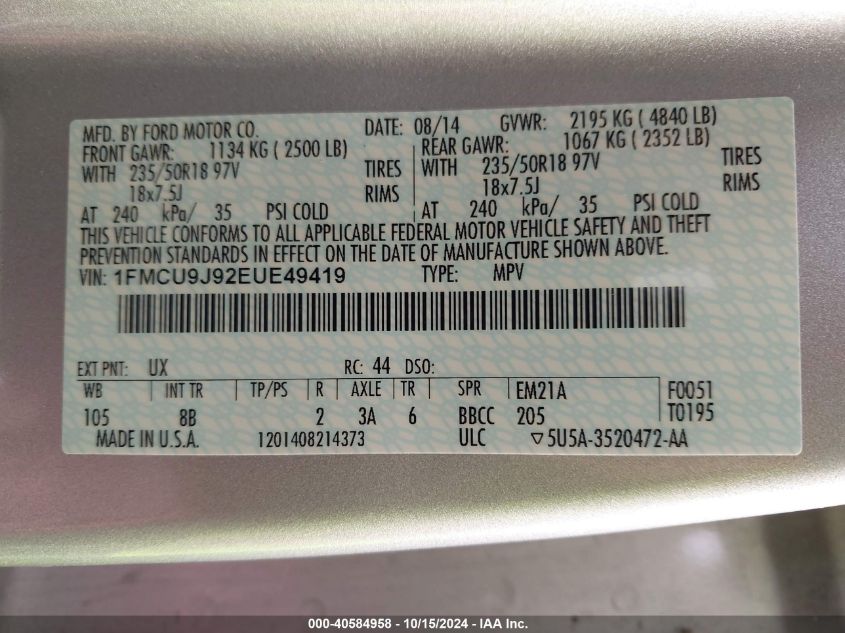 MFD. BY FORD MOTOR CO. DATE: 08/14 GVWR: 2195 KG ( 4840 LB)
FRONT GAWR: 1134 KG ( 2500 LB) REAR GAWR: 1067 KG ( 2352 LB)
WITH 235/50R18 97V TIRES WITH 235/50R18 97V TIRES
18x7.5J RIMS 18x7.5J RIMS
AT 240 kPa/ 35 PSI COLD AT 240 kPa/ 35 PSI COLD
THIS VEHICLE CONFORMS TO ALL APPLICABLE FEDERAL MOTOR VEHICLE SAFETY AND THEFT
PREVENTION STANDARDS IN EFFECT ON THE DATE OF MANUFACTURE SHOWN ABOVE.
VIN: 1FMCU9J92EUE49419 TYPE: MPV
EXT PNT: UX RC: 44 DSO:
WB INT TR TP/PS R AXLE TR SPR EM21A F0051
105 8B 2 3A 6 BBCC 205 T0195
MADE IN U.S.A. 1201408214373 ULC ▽5U5A-3520472-AA
000-40584958 - 10/15/2024 - IAA Inc.